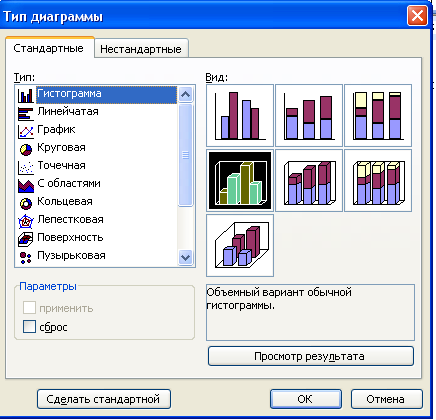 Тип диаграммы
Стандартные
Нестандартные
Тип:
Гистограмма
Линейчатая
График
Круговая
Точечная
С областями
Кольцевая
Лепестковая
Поверхность
Пузырьковая
Вид:
Параметры
применить
сброс
Объемный вариант обычной
гистограммы.
Просмотр результата
Сделать стандартной
ОК
Отмена